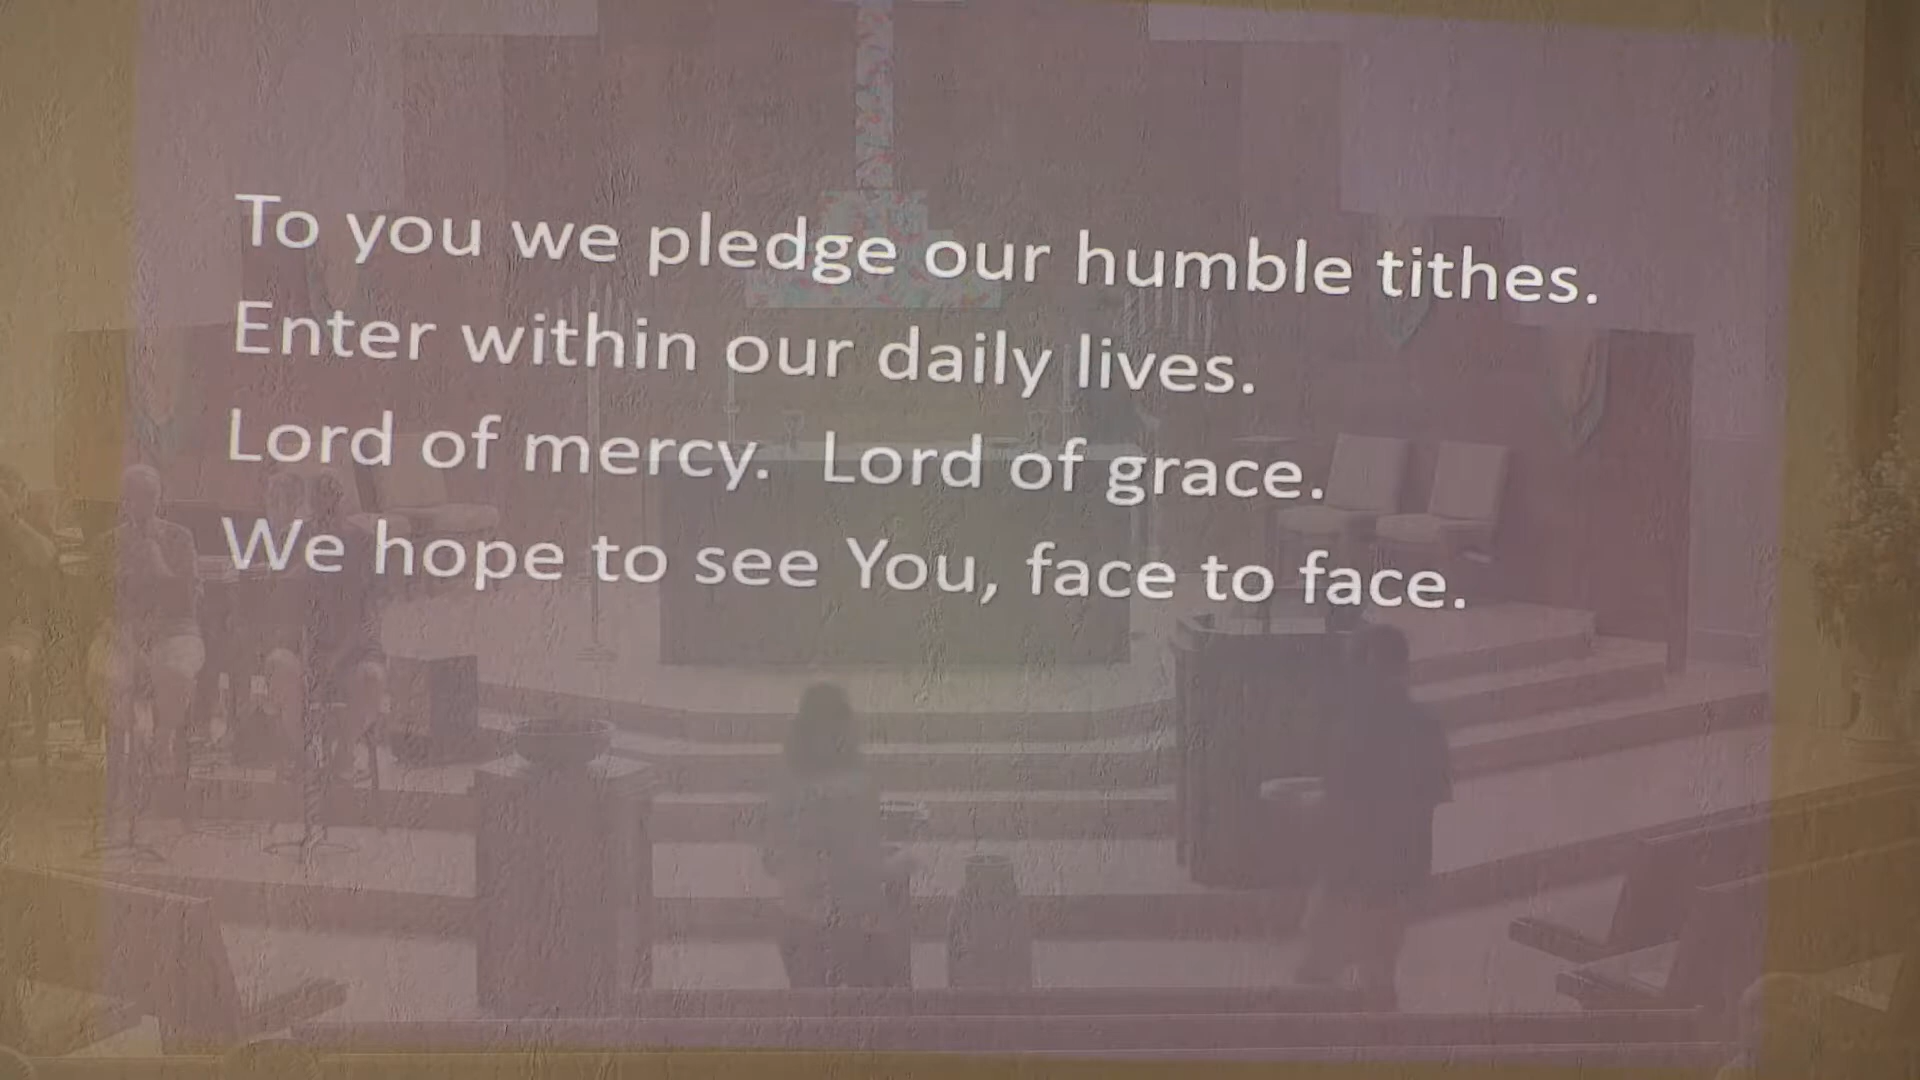 To you we pledge our humble tithes.
Enter within our daily lives.
Lord of mercy.  Lord of grace.
We hope to see You, face to face.